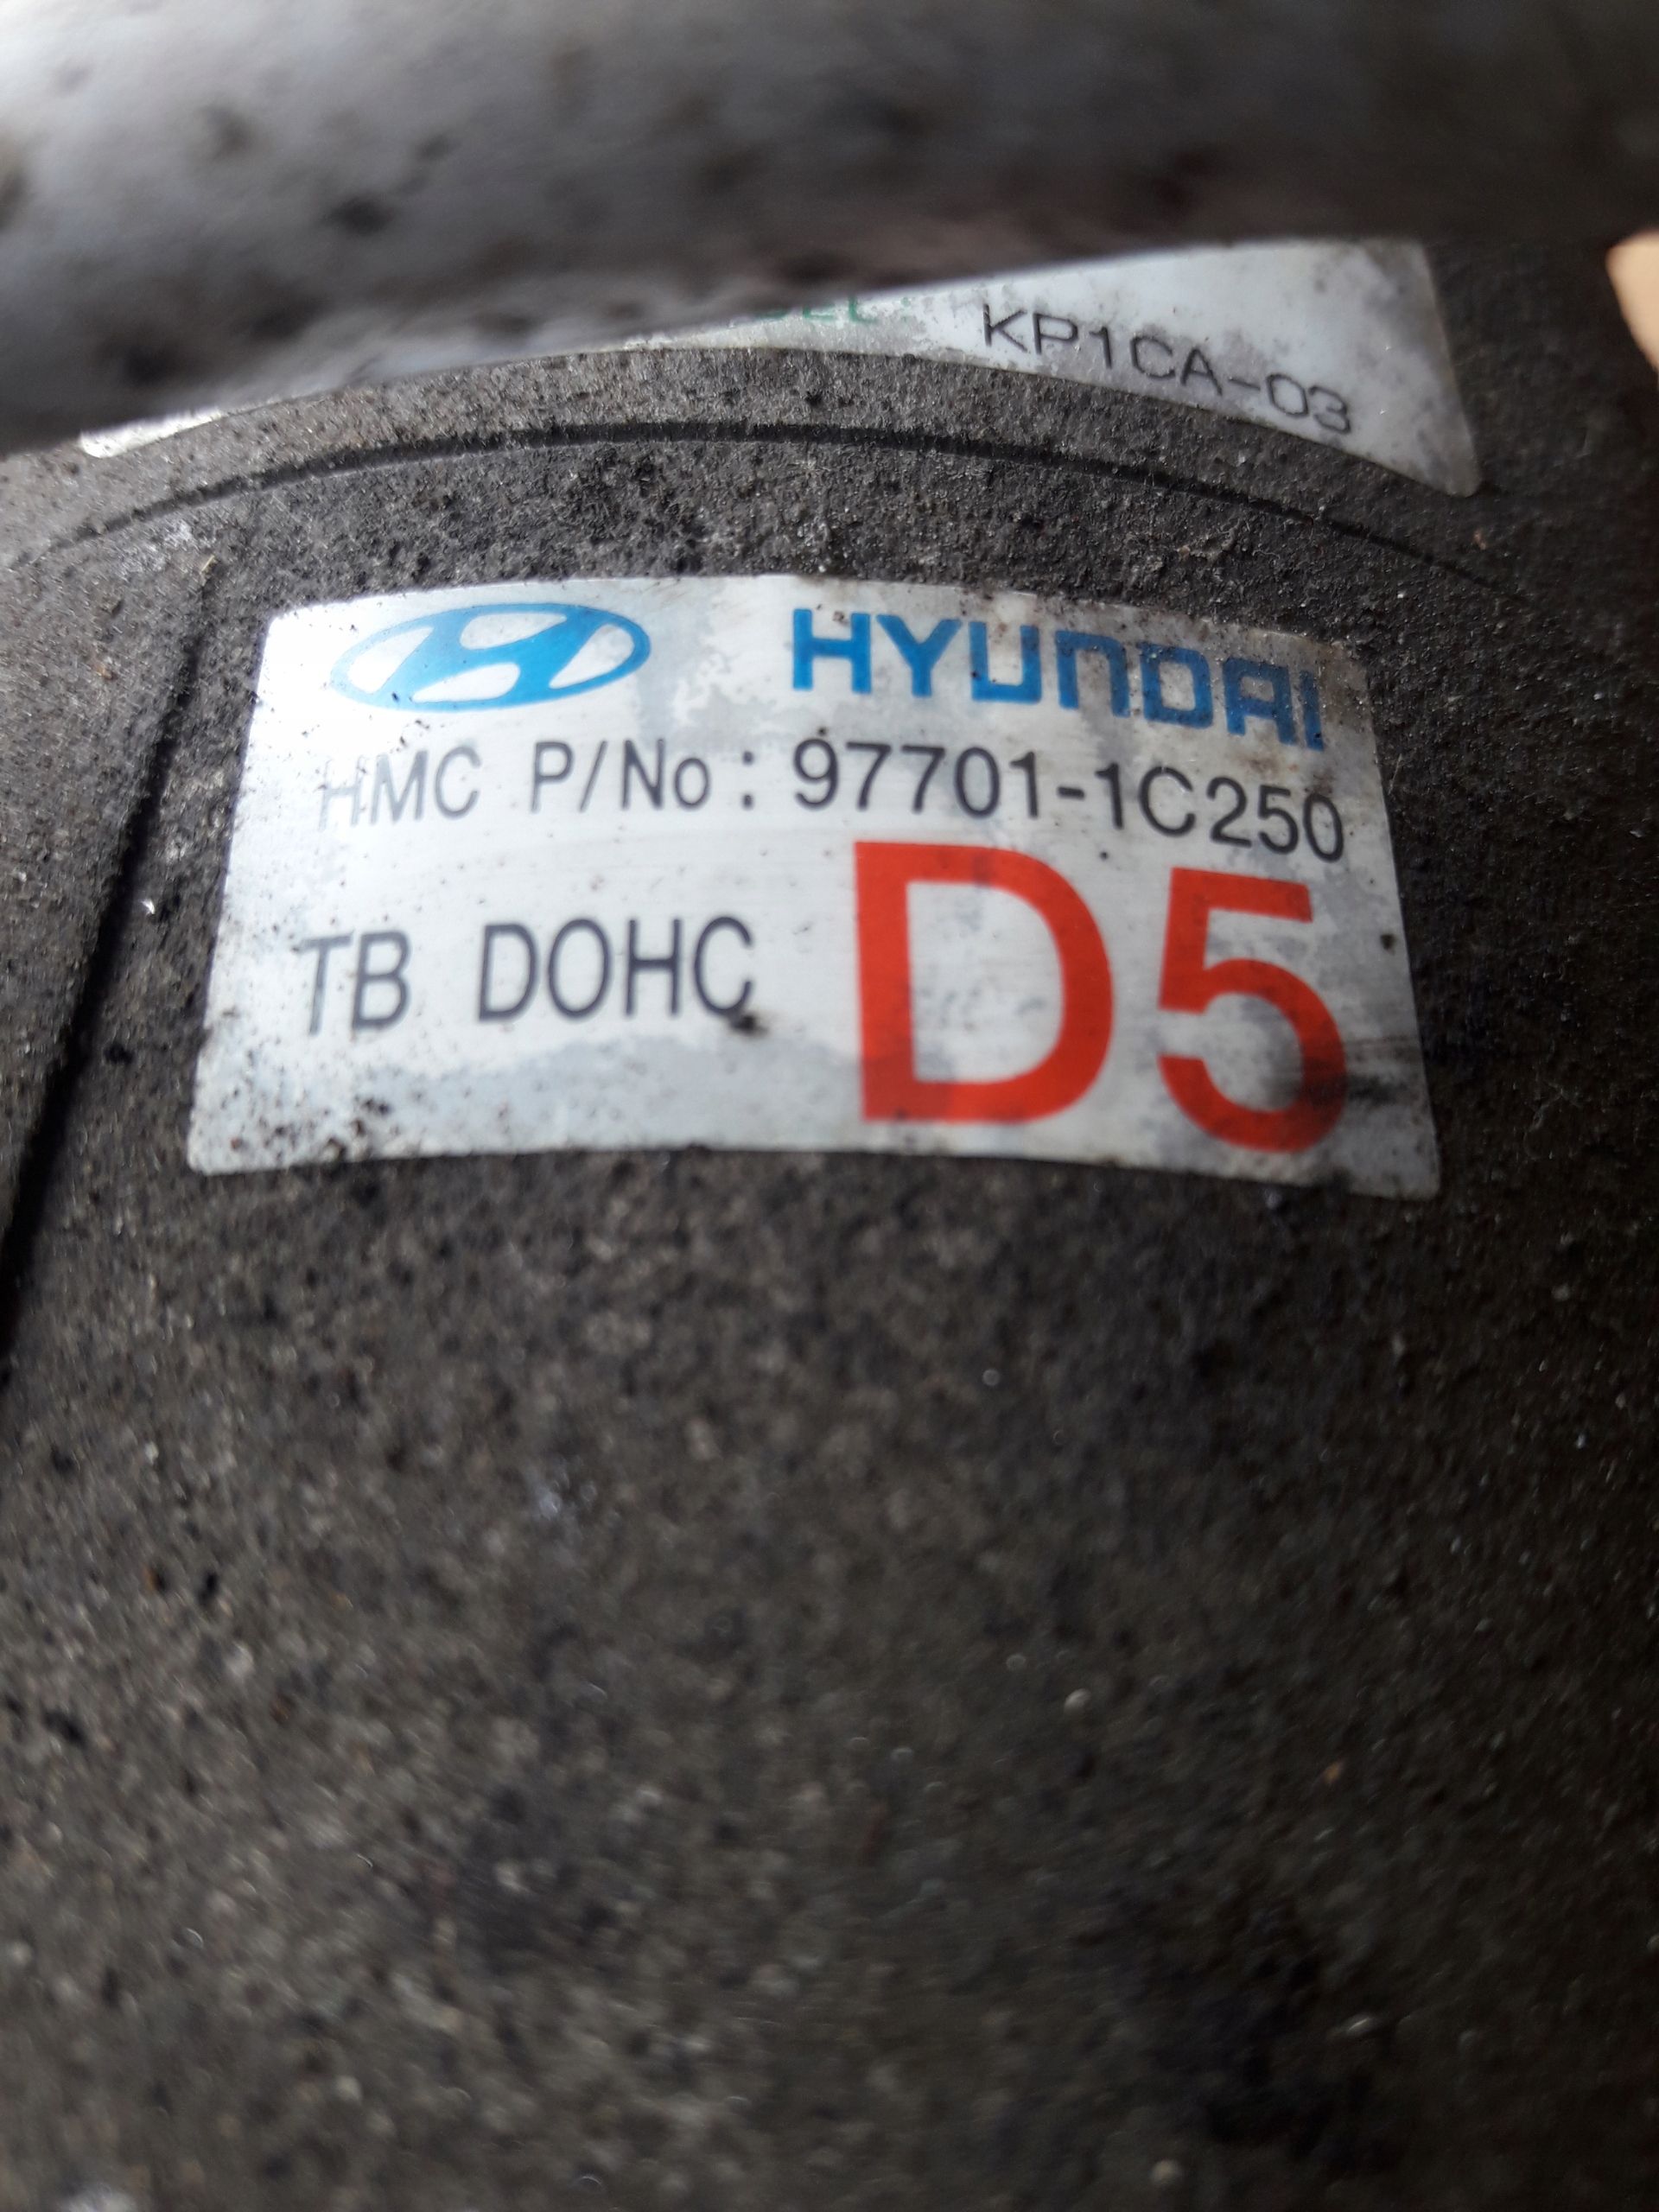 KP1CA-03
HYUNDAI
HMC P/No : 97701-1C250
TB DOHC D5